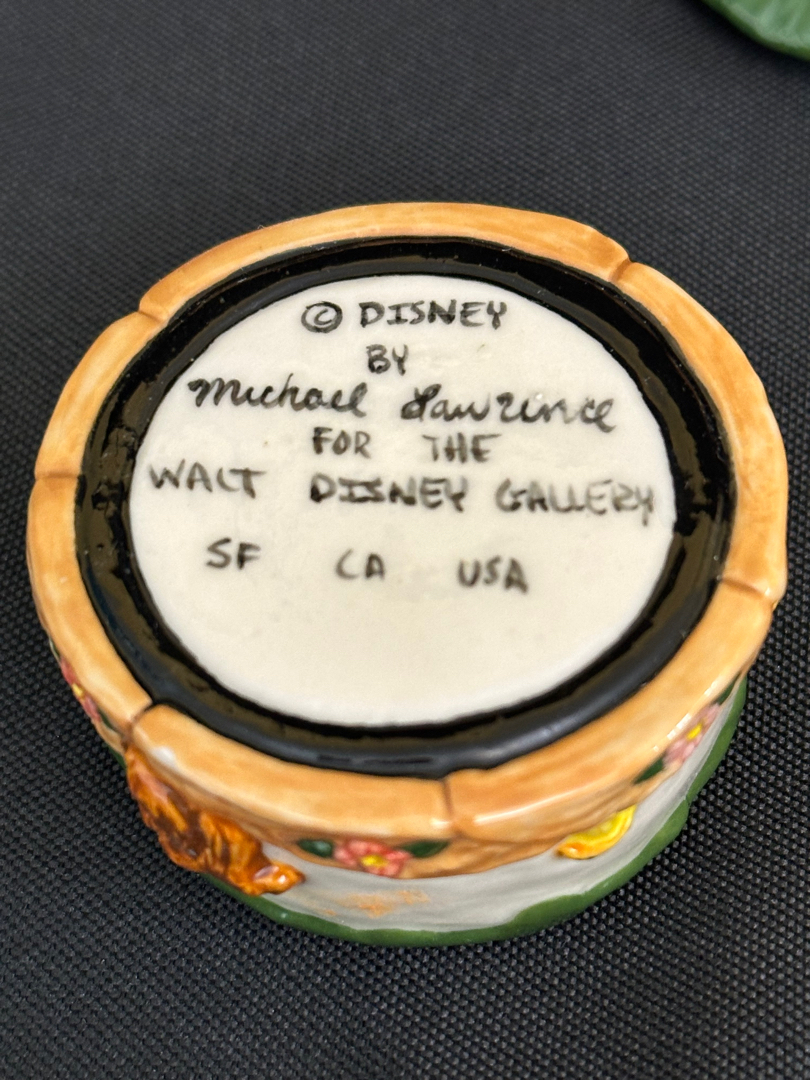 © DISNEY
BY
Michael Lawrence
FOR THE
WALT DISNEY GALLERY
SF CA USA